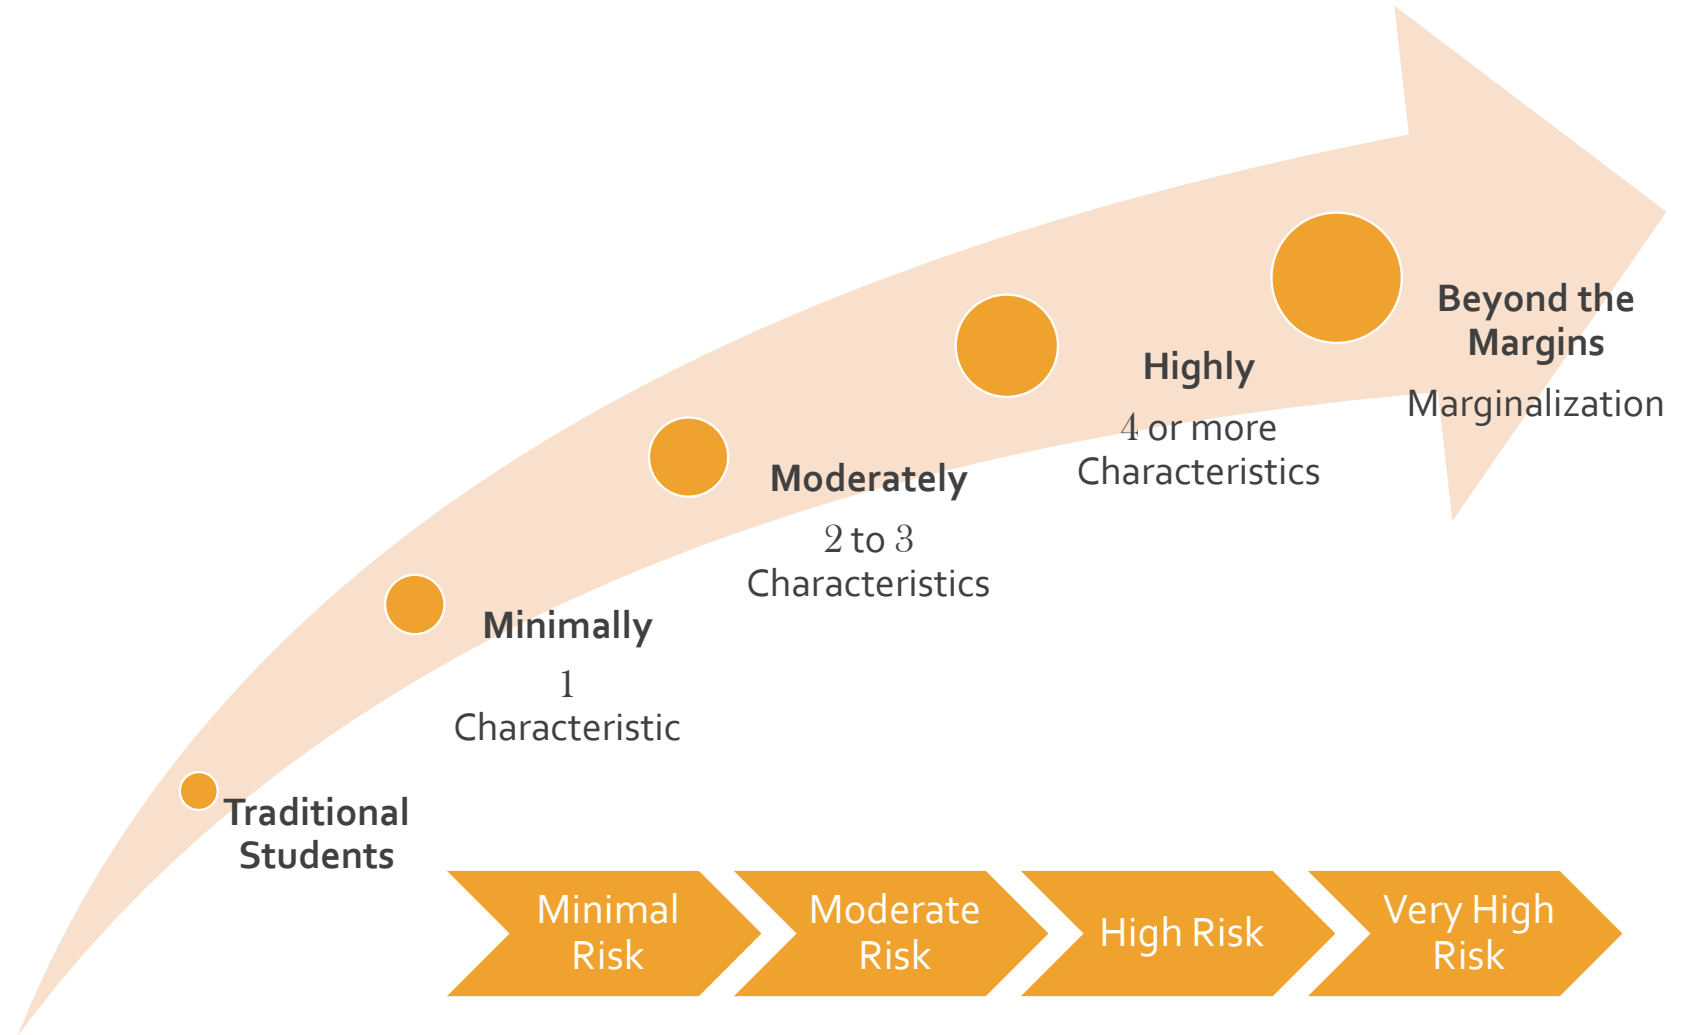 Traditional
Students
Minimally
1
Characteristic
Moderately
2 to 3
Characteristics
Highly
4 or more
Characteristics
Beyond the
Margins
Marginalization
Minimal
Risk
Moderate
Risk
High Risk
Very High
Risk